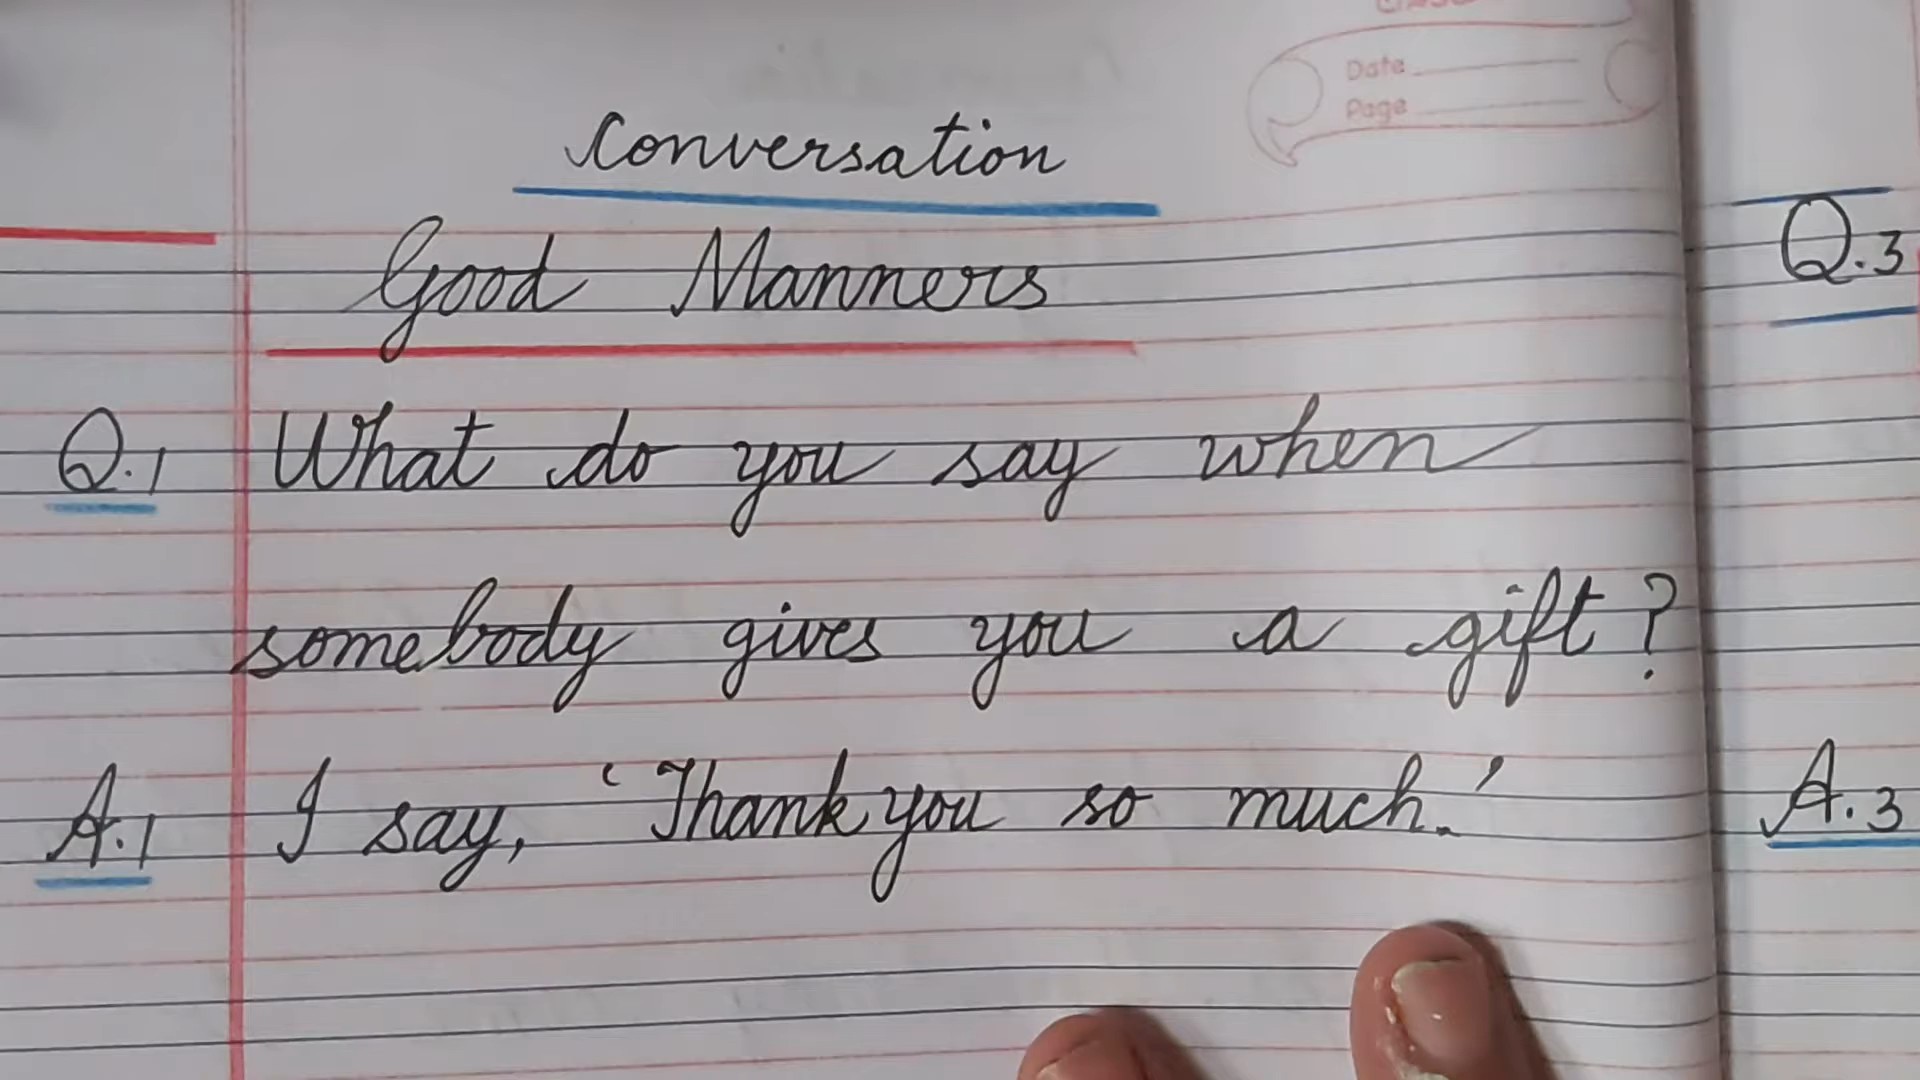 Date
Page
Conversation
Good Manners
Q.1 What do you say when
somebody gives you a gift?
A.1 I say, 'Thank you so much.'
Q.3
A.3